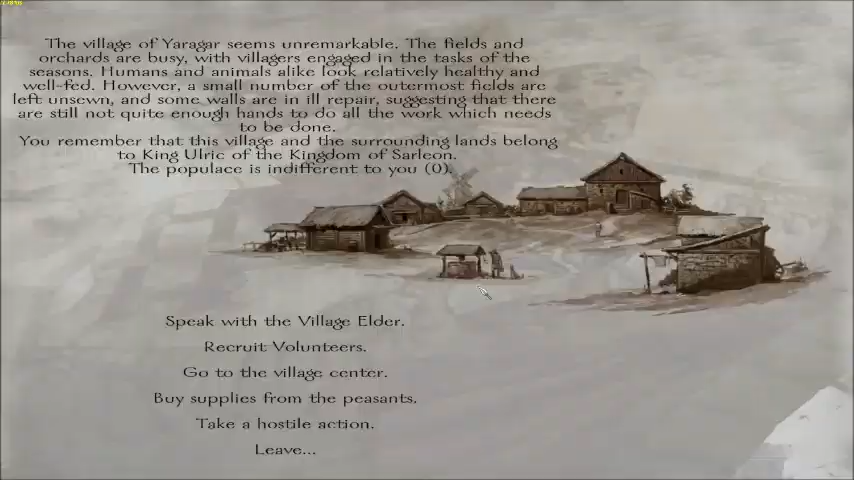 The village of Yaragar seems unremarkable. The fields and
orchards are busy, with villagers engaged in the tasks of the
seasons. Humans and animals alike look relatively healthy and
well-fed. However, a small number of the outermost fields are
left unsewn, and some walls are in ill repair, suggesting that there
are still not quite enough hands to do all the work which needs
to be done.
You remember that this village and the surrounding lands belong
to King Ulric of the Kingdom of Sarleon.
The populace is indifferent to you (0).
Speak with the Village Elder.
Recruit Volunteers.
Go to the village center.
Buy supplies from the peasants.
Take a hostile action.
Leave...